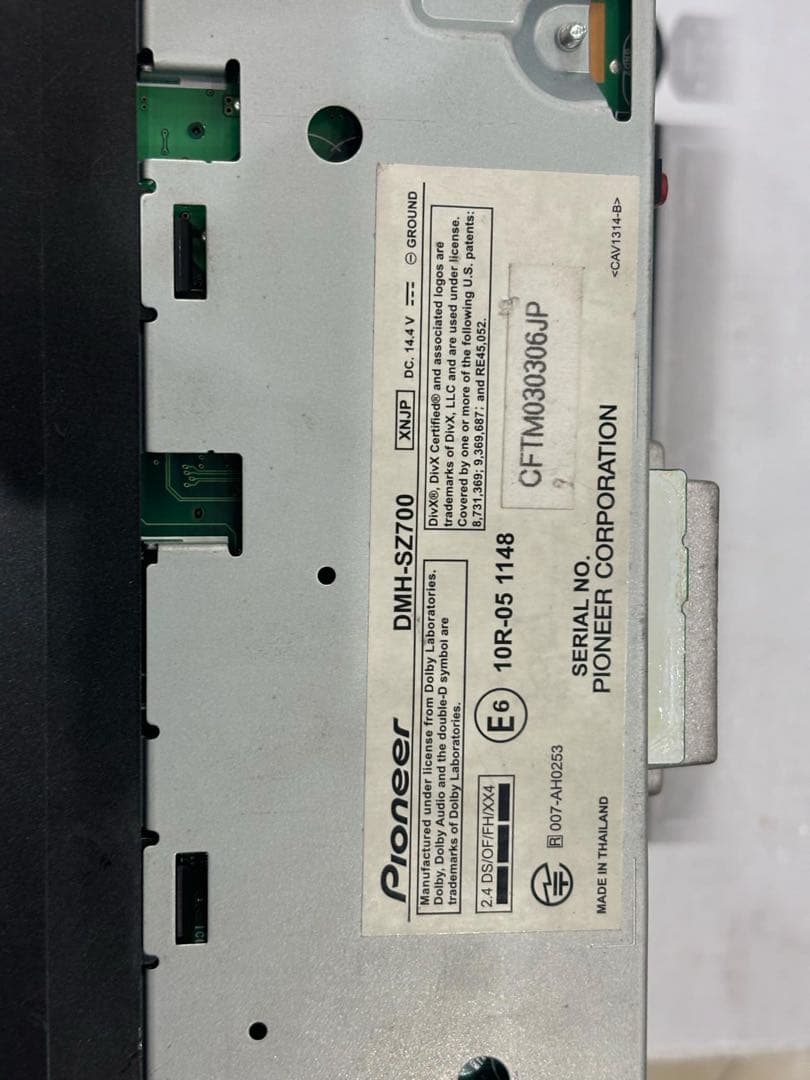 Pioneer DMH-SZ700 XNJP DC. 14.4 V ⎓ ⊖ GROUND
Manufactured under license from Dolby Laboratories.
Dolby, Dolby Audio and the double-D symbol are
trademarks of Dolby Laboratories.
DivX®, DivX Certified® and associated logos are
trademarks of DivX, LLC and are used under license.
Covered by one or more of the following U.S. patents:
8,731,369; 9,369,687; and RE45,052.
2.4 DS/OF/FH/XX4
E6 10R-05 1148
CFTM030306JP
9
R 007-AH0253
SERIAL NO.
MADE IN THAILAND
PIONEER CORPORATION
<CAV1314-B>